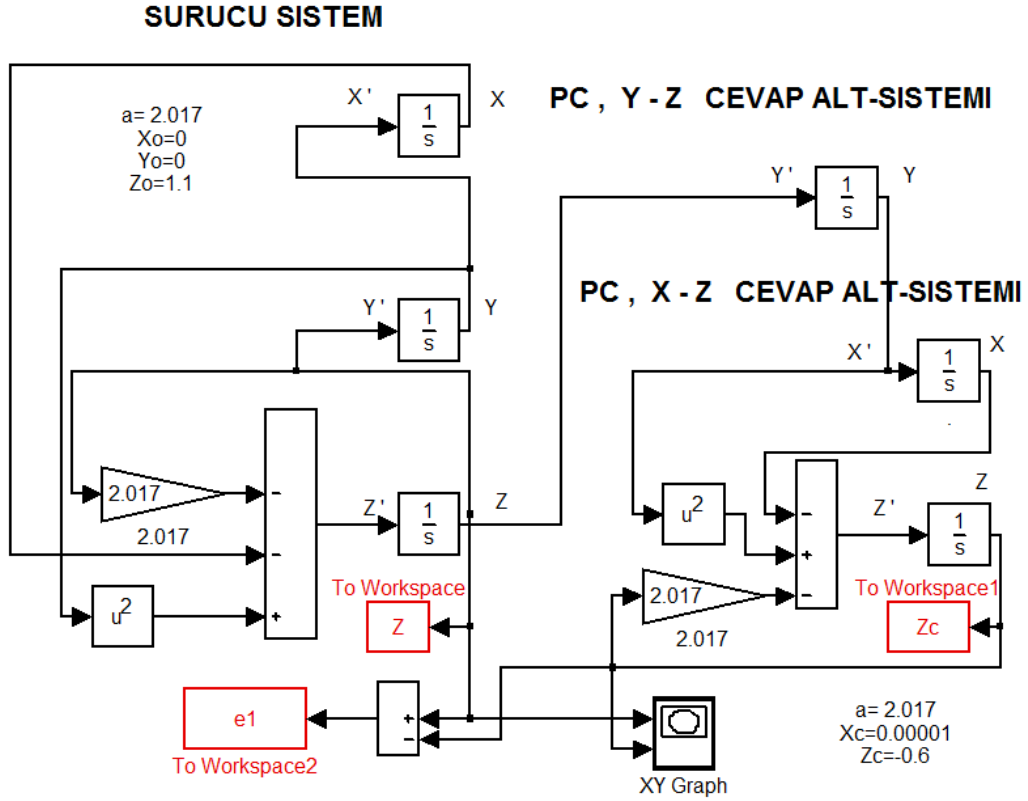 SURUCU SISTEM
PC , Y - Z CEVAP ALT-SISTEMI
a= 2.017
Xo=0
Yo=0
Zo=1.1
X '
1
s
X
Y '
1
s
Y
PC , X - Z CEVAP ALT-SISTEMI
Y '
1
s
Y
X '
1
s
X
2.017
2.017
Z '
1
s
Z
u2
u2
2.017
2.017
Z '
1
s
Z
To Workspace
Z
To Workspace1
Zc
e1
To Workspace2
XY Graph
a= 2.017
Xc=0.00001
Zc=-0.6